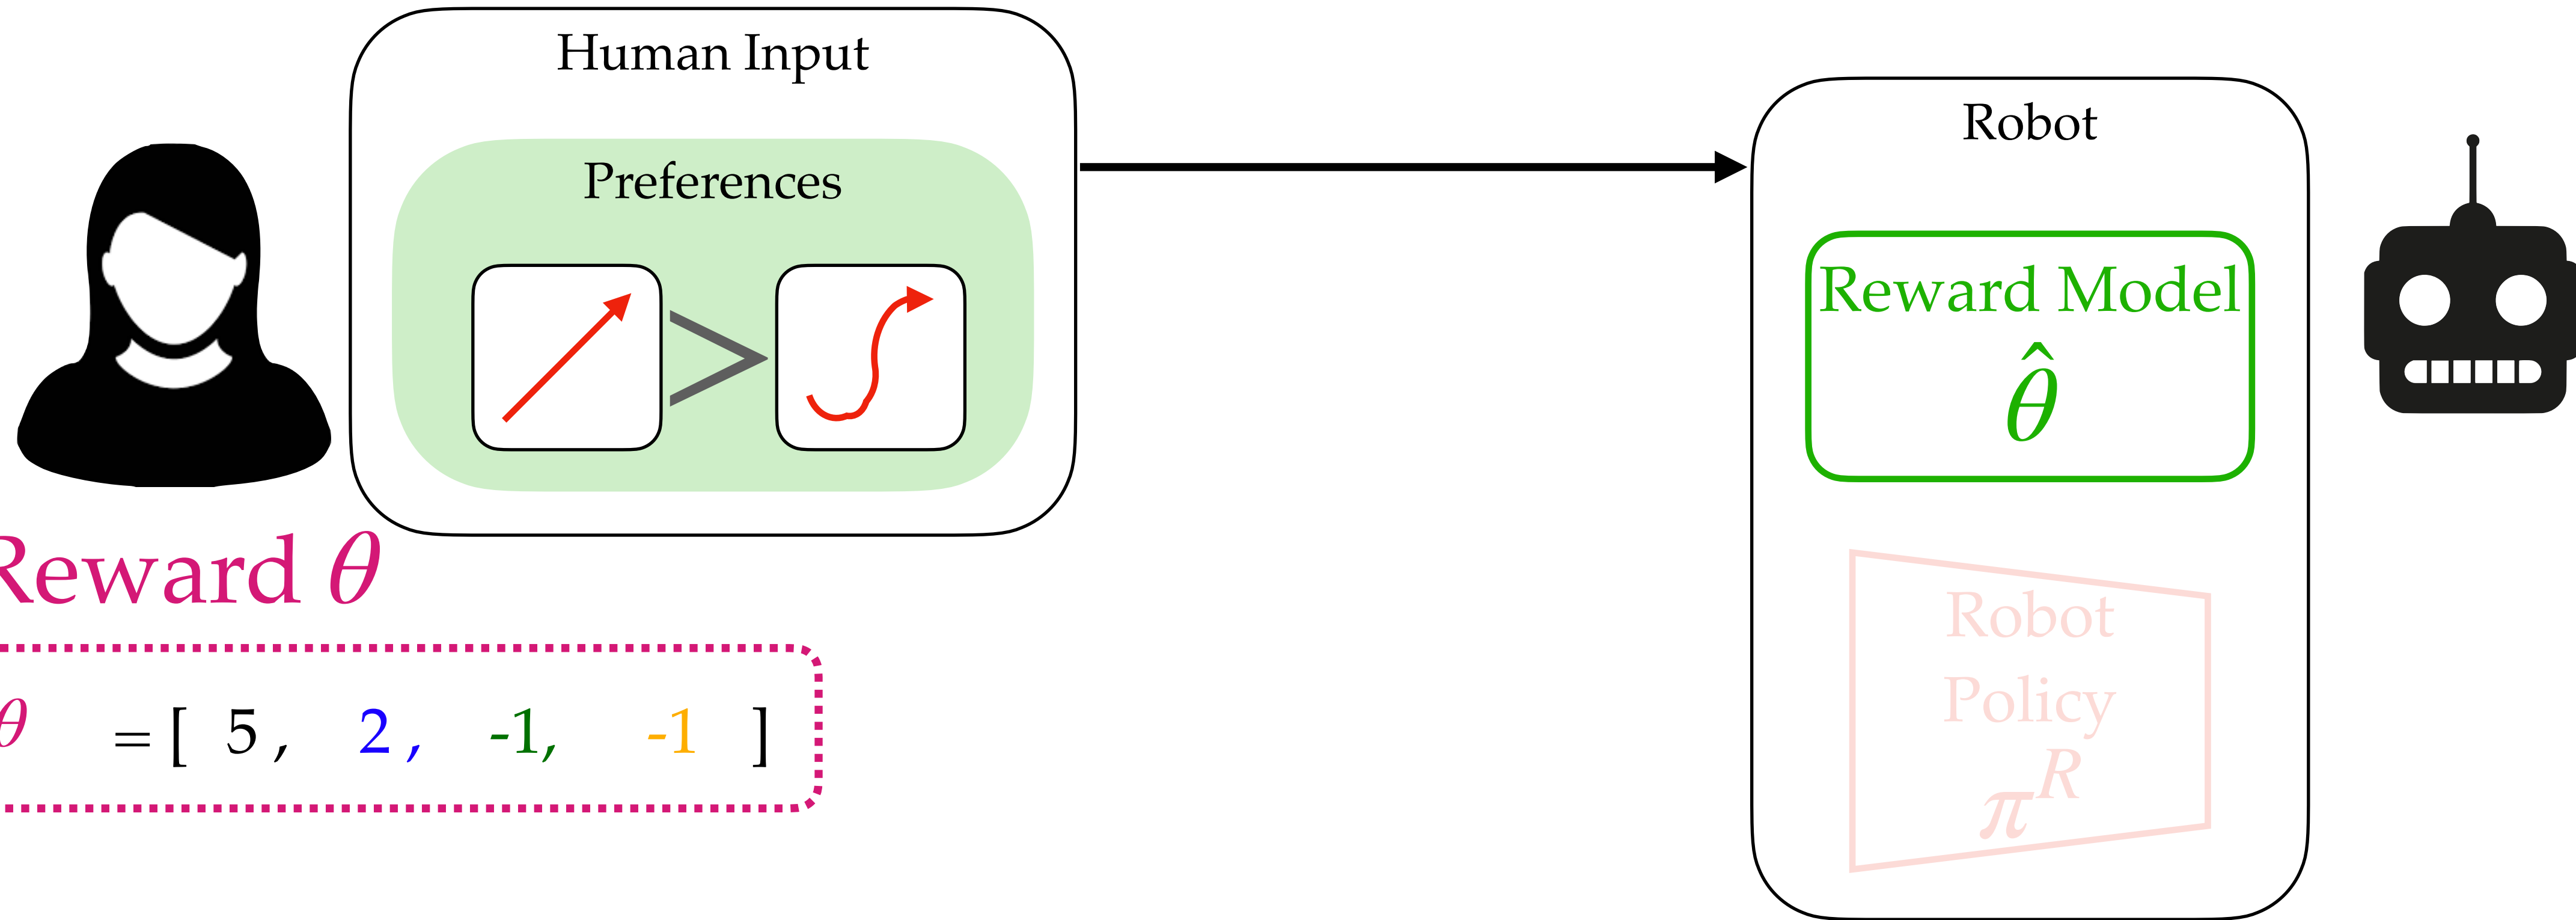 Human Input
Preferences
>
Reward θ
θ = [ 5 , 2 , -1, -1 ]
Robot
Reward Model
θ̂
Robot
Policy
π^R